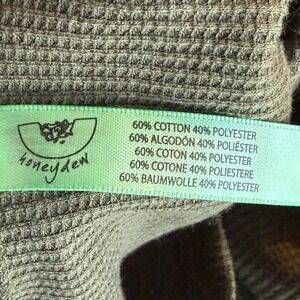 honeydew
60% COTTON 40% POLYESTER
60% ALGODÓN 40% POLIÉSTER
60% COTON 40% POLYESTER
60% COTONE 40% POLIESTERE
60% BAUMWOLLE 40% POLYESTER